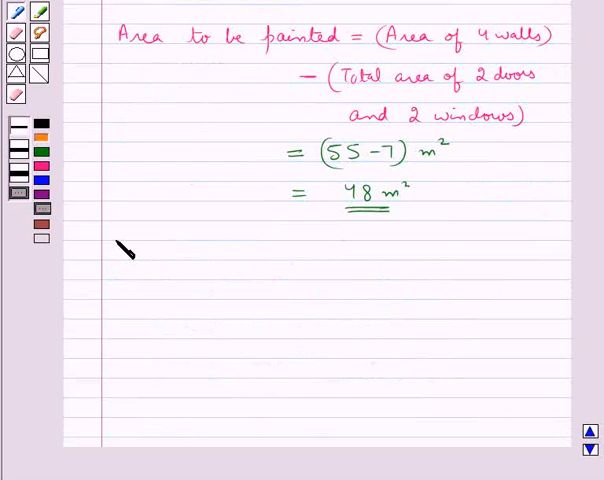 Area to be painted = (Area of 4 walls)
- (Total area of 2 doors
and 2 windows)
= (55 - 7) m²
= 48 m²